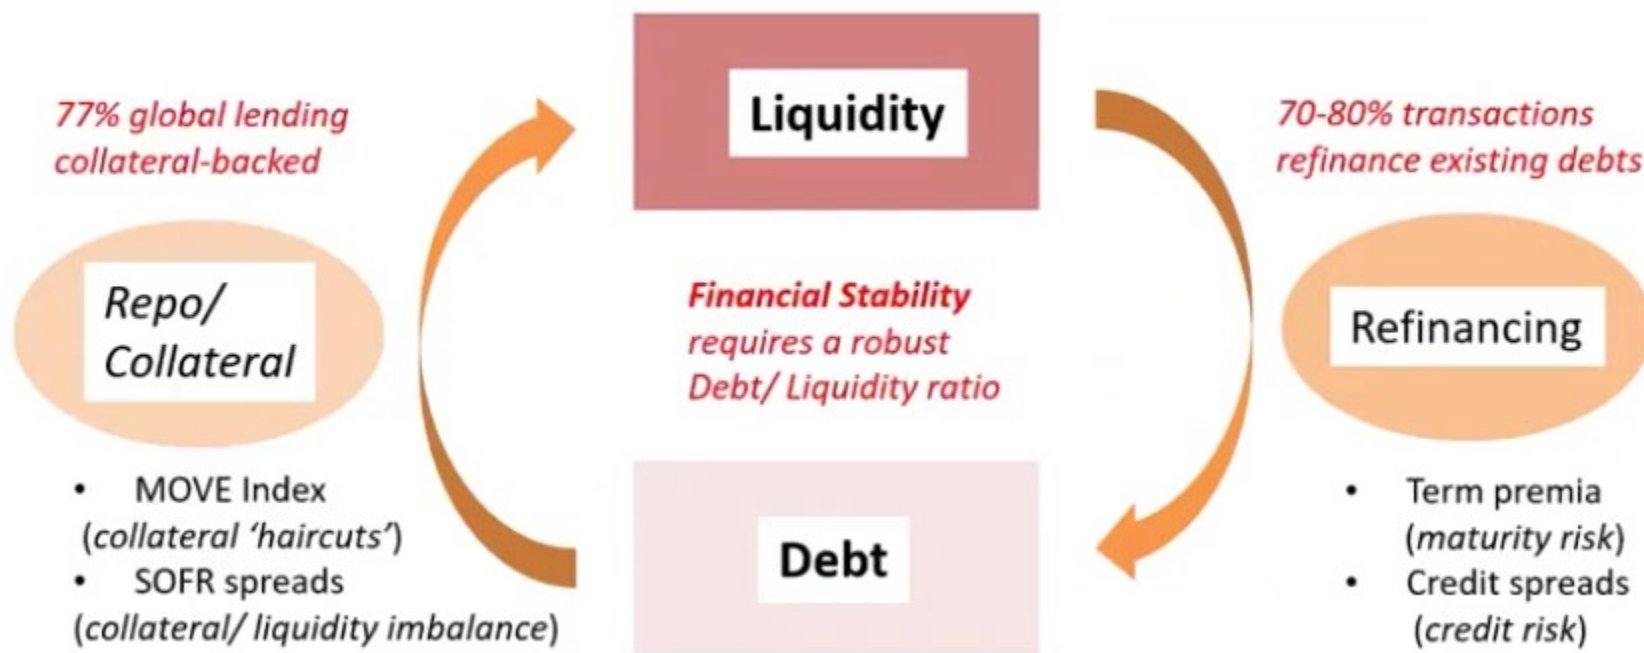 Liquidity
77% global lending
collateral-backed
70-80% transactions
refinance existing debts
Repo/
Collateral
Financial Stability
requires a robust
Debt/ Liquidity ratio
Refinancing
• MOVE Index
(collateral ‘haircuts’)
• SOFR spreads
(collateral/ liquidity imbalance)
Debt
• Term premia
(maturity risk)
• Credit spreads
(credit risk)